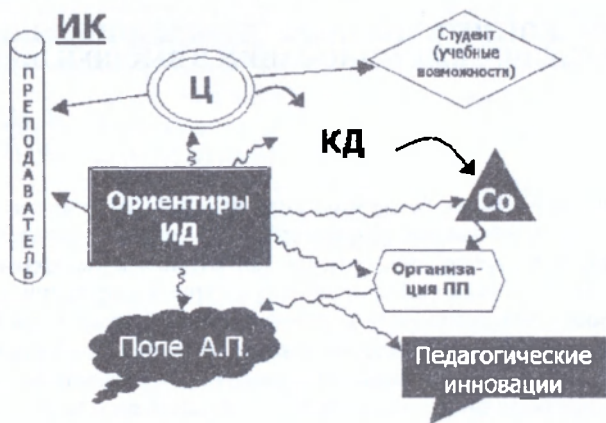 ИК
ПРЕПОДАВАТЕЛЬ
Ц
Студент
(учебные
возможности)
КД
Ориентиры
ИД
Со
Организа-
ция ПП
Поле А.П.
Педагогические
инновации